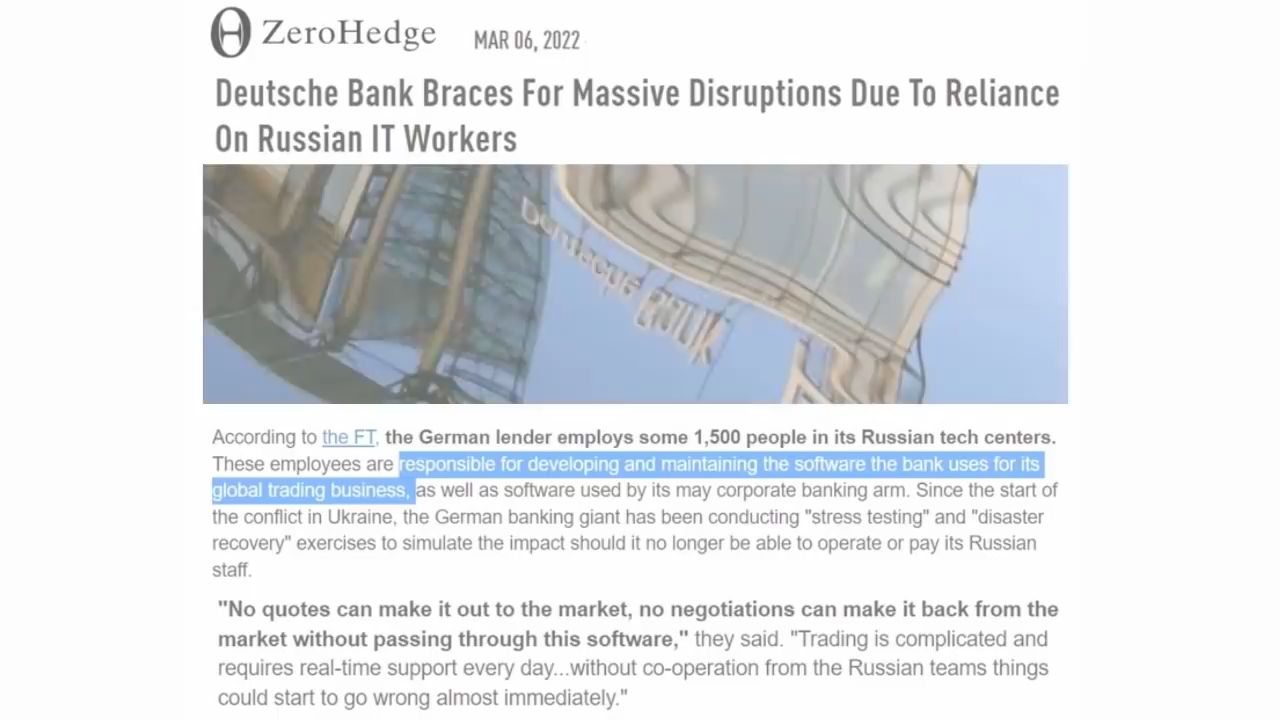 ZeroHedge MAR 06, 2022
Deutsche Bank Braces For Massive Disruptions Due To Reliance
On Russian IT Workers
Deutsche Bank
According to the FT, the German lender employs some 1,500 people in its Russian tech centers.
These employees are responsible for developing and maintaining the software the bank uses for its
global trading business, as well as software used by its may corporate banking arm. Since the start of
the conflict in Ukraine, the German banking giant has been conducting "stress testing" and "disaster
recovery" exercises to simulate the impact should it no longer be able to operate or pay its Russian
staff.
"No quotes can make it out to the market, no negotiations can make it back from the
market without passing through this software," they said. "Trading is complicated and
requires real-time support every day...without co-operation from the Russian teams things
could start to go wrong almost immediately."